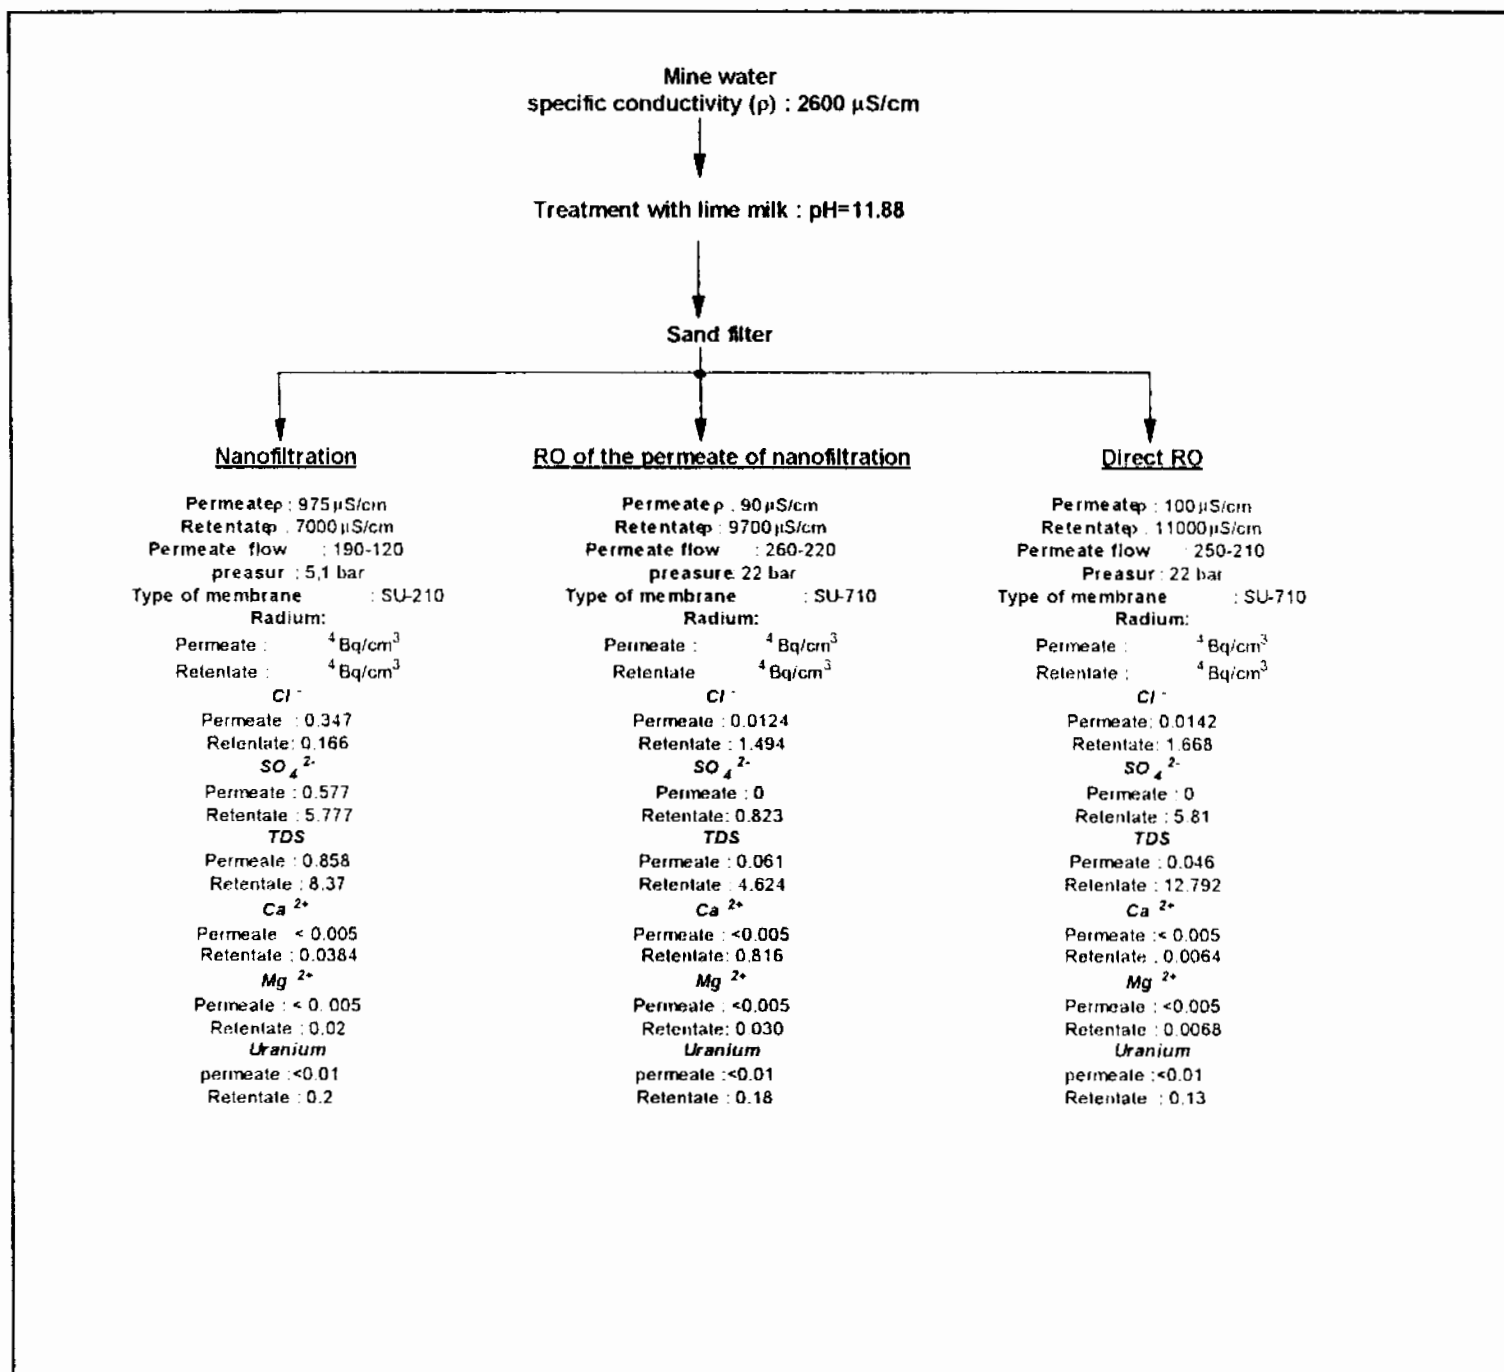 Mine water
specific conductivity (ρ) : 2600 µS/cm
Treatment with lime milk : pH=11.88
Sand filter
Nanofiltration
Permeateρ : 975 µS/cm
Retentateρ . 7000 µS/cm
Permeate flow : 190-120
preasur : 5,1 bar
Type of membrane : SU-210
Radium:
Permeate : ⁴ Bq/cm³
Retentate : ⁴ Bq/cm³
Cl -
Permeate : 0.347
Retentate: 0.166
SO₄ ²-
Permeate : 0.577
Retentate : 5.777
TDS
Permeate : 0.858
Retentate : 8.37
Ca ²+
Permeate < 0.005
Retentate : 0.0384
Mg ²+
Permeate : < 0.005
Retentate : 0.02
Uranium
permeate :<0.01
Retentate : 0.2
RO of the permeate of nanofiltration
Permeate ρ . 90 µS/cm
Retentateρ : 9700 µS/cm
Permeate flow : 260-220
preasure 22 bar
Type of membrane : SU-710
Radium:
Permeate : ⁴ Bq/cm³
Retentate ⁴ Bq/cm³
Cl -
Permeate : 0.0124
Retentate : 1.494
SO₄ ²-
Permeate : 0
Retentate : 0.823
TDS
Permeate : 0.061
Retentate : 4.624
Ca ²+
Permeate : <0.005
Retentate: 0.816
Mg ²+
Permeate : <0.005
Retentate: 0.030
Uranium
permeate :<0.01
Retentate : 0.18
Direct RO
Permeateρ : 100 µS/cm
Retentateρ . 11000 µS/cm
Permeate flow : 250-210
Preasur : 22 bar
Type of membrane : SU-710
Radium:
Permeate : ⁴ Bq/cm³
Retentate : ⁴ Bq/cm³
Cl -
Permeate: 0.0142
Retentate: 1.668
SO₄ ²-
Permeate : 0
Retentate : 5.81
TDS
Permeate : 0.046
Retentate : 12.792
Ca ²+
Permeate :< 0.005
Retentate : 0.0064
Mg ²+
Permeate : <0.005
Retentate : 0.0068
Uranium
permeate :<0.01
Retentate : 0.13